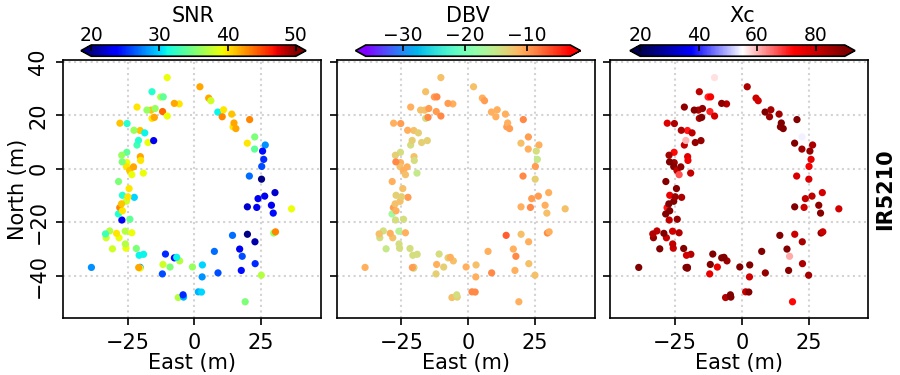 SNR DBV Xc
20 30 40 50 −30 −20 −10 20 40 60 80
North (m)
40
20
0
−20
−40
−25 0 25 −25 0 25 −25 0 25
East (m) East (m) East (m)
IR5210